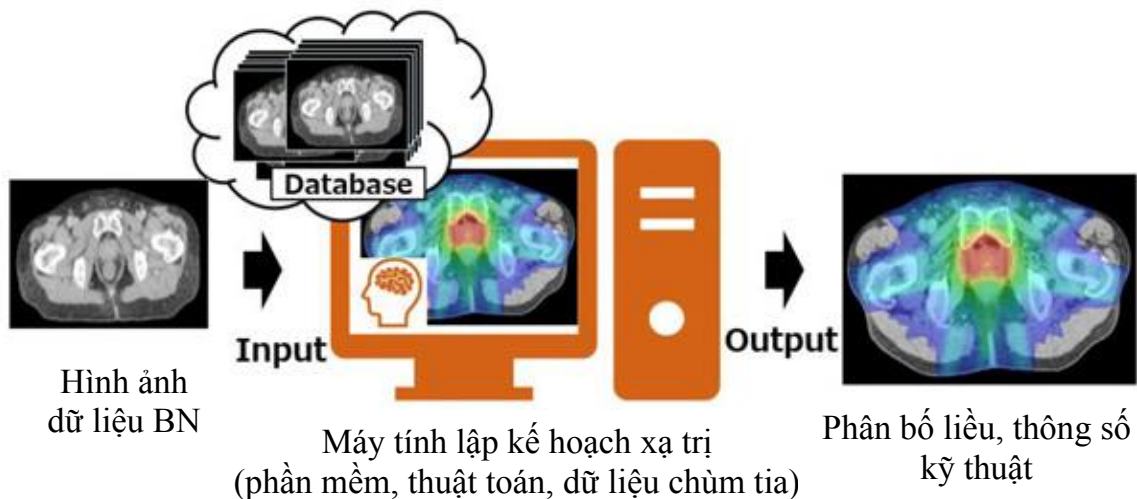 Database
Input
Output
Hình ảnh
dữ liệu BN
Máy tính lập kế hoạch xạ trị
(phần mềm, thuật toán, dữ liệu chùm tia)
Phân bố liều, thông số
kỹ thuật